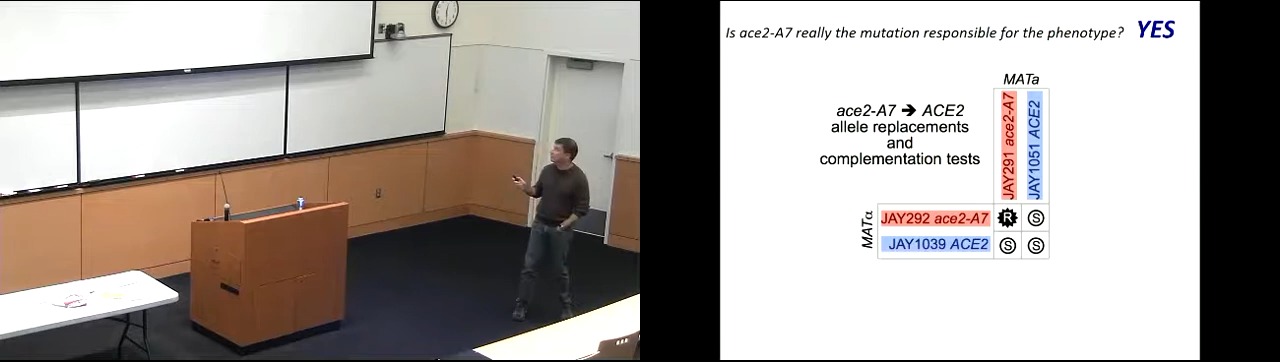 Is ace2-A7 really the mutation responsible for the phenotype? YES
MATa
ace2-A7 → ACE2
allele replacements
and
complementation tests
JAY291 ace2-A7
JAY1051 ACE2
MATα
JAY292 ace2-A7
R
S
JAY1039 ACE2
S
S